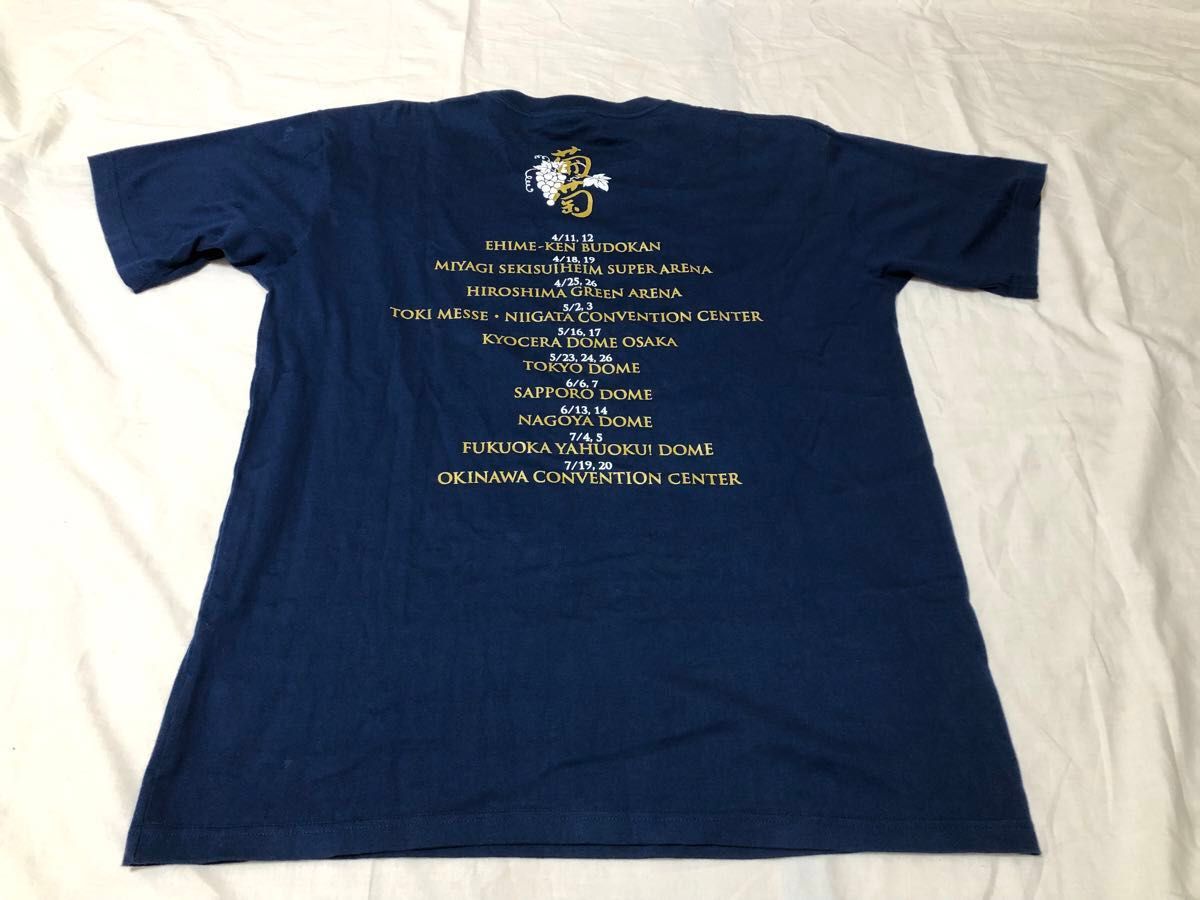 葡萄
4/11, 12
EHIME-KEN BUDOKAN
4/18, 19
MIYAGI SEKISUIHEIM SUPER ARENA
4/25, 26
HIROSHIMA GREEN ARENA
5/2, 3
TOKI MESSE・NIIGATA CONVENTION CENTER
5/16, 17
KYOCERA DOME OSAKA
5/23, 24, 26
TOKYO DOME
6/6, 7
SAPPORO DOME
6/13, 14
NAGOYA DOME
7/4, 5
FUKUOKA YAHUOKU! DOME
7/19, 20
OKINAWA CONVENTION CENTER